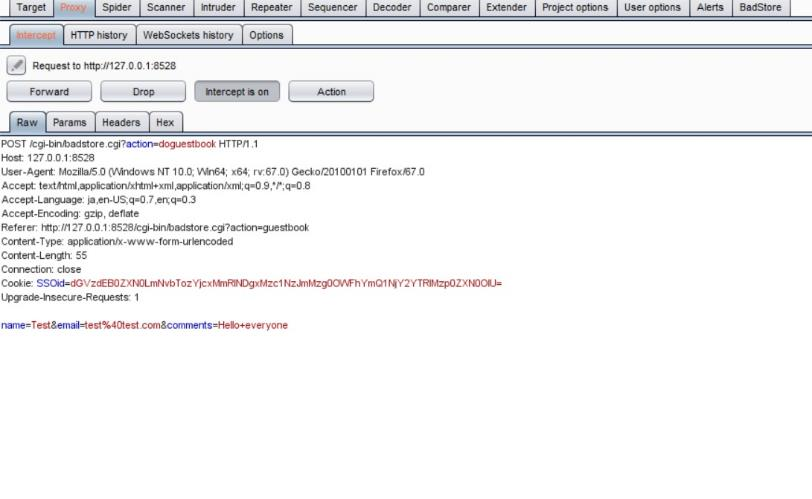 Target Proxy Spider Scanner Intruder Repeater Sequencer Decoder Comparer Extender Project options User options Alerts BadStore
Intercept HTTP history WebSockets history Options
Request to http://127.0.0.1:8528
Forward Drop Intercept is on Action
Raw Params Headers Hex
POST /cgi-bin/badstore.cgi?action=doguestbook HTTP/1.1
Host: 127.0.0.1:8528
User-Agent: Mozilla/5.0 (Windows NT 10.0; Win64; x64; rv:67.0) Gecko/20100101 Firefox/67.0
Accept: text/html,application/xhtml+xml,application/xml;q=0.9,*/*;q=0.8
Accept-Language: ja,en-US;q=0.7,en;q=0.3
Accept-Encoding: gzip, deflate
Referer: http://127.0.0.1:8528/cgi-bin/badstore.cgi?action=guestbook
Content-Type: application/x-www-form-urlencoded
Content-Length: 55
Connection: close
Cookie: SSOid=
Upgrade-Insecure-Requests: 1
name=Test&email=test%40test.com&comments=Hello+everyone